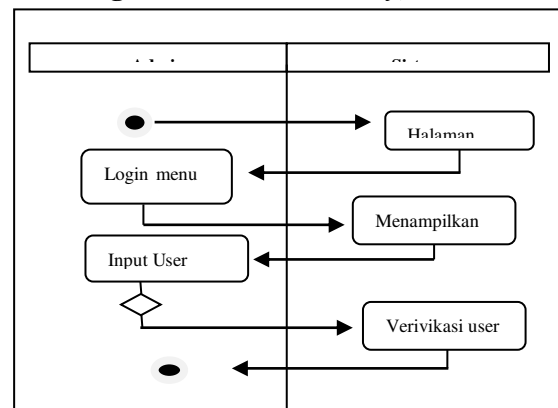 Halaman
Login menu
Menampilkan
Input User
Verivikasi user